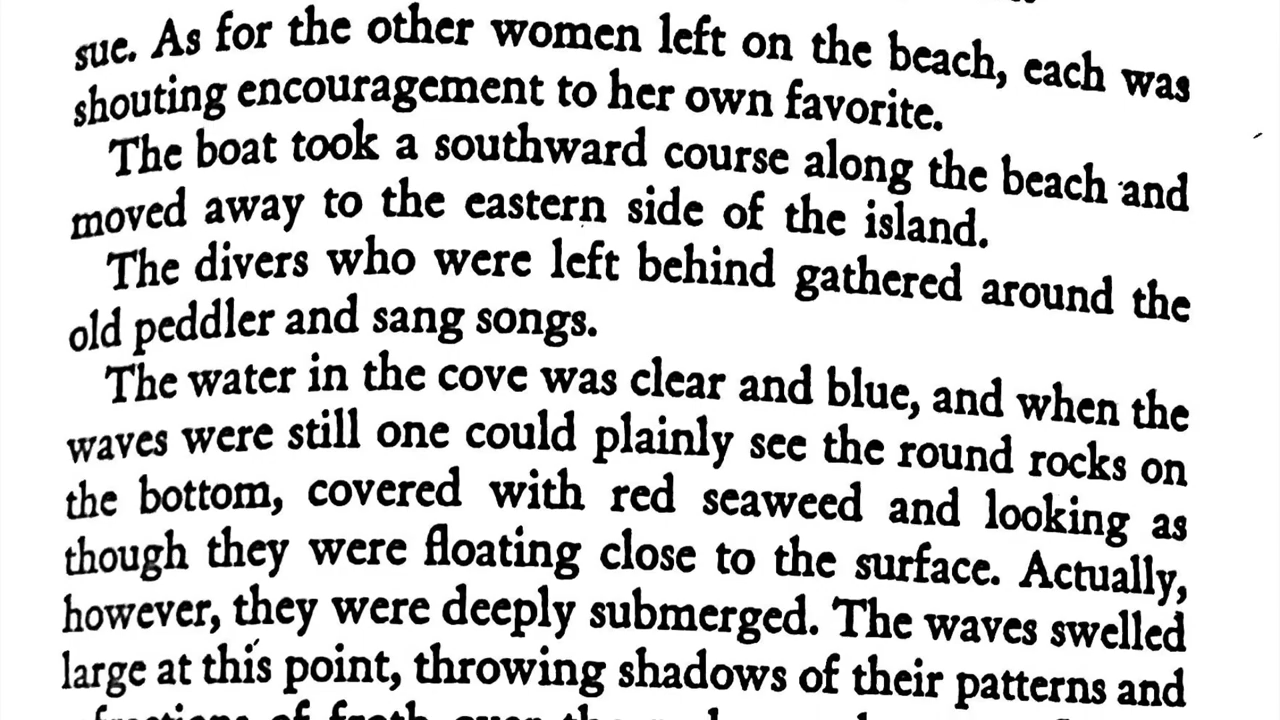 sue. As for the other women left on the beach, each was
shouting encouragement to her own favorite.
The boat took a southward course along the beach and
moved away to the eastern side of the island.
The divers who were left behind gathered around the
old peddler and sang songs.
The water in the cove was clear and blue, and when the
waves were still one could plainly see the round rocks on
the bottom, covered with red seaweed and looking as
though they were floating close to the surface. Actually,
however, they were deeply submerged. The waves swelled
large at this point, throwing shadows of their patterns and
of froth over the